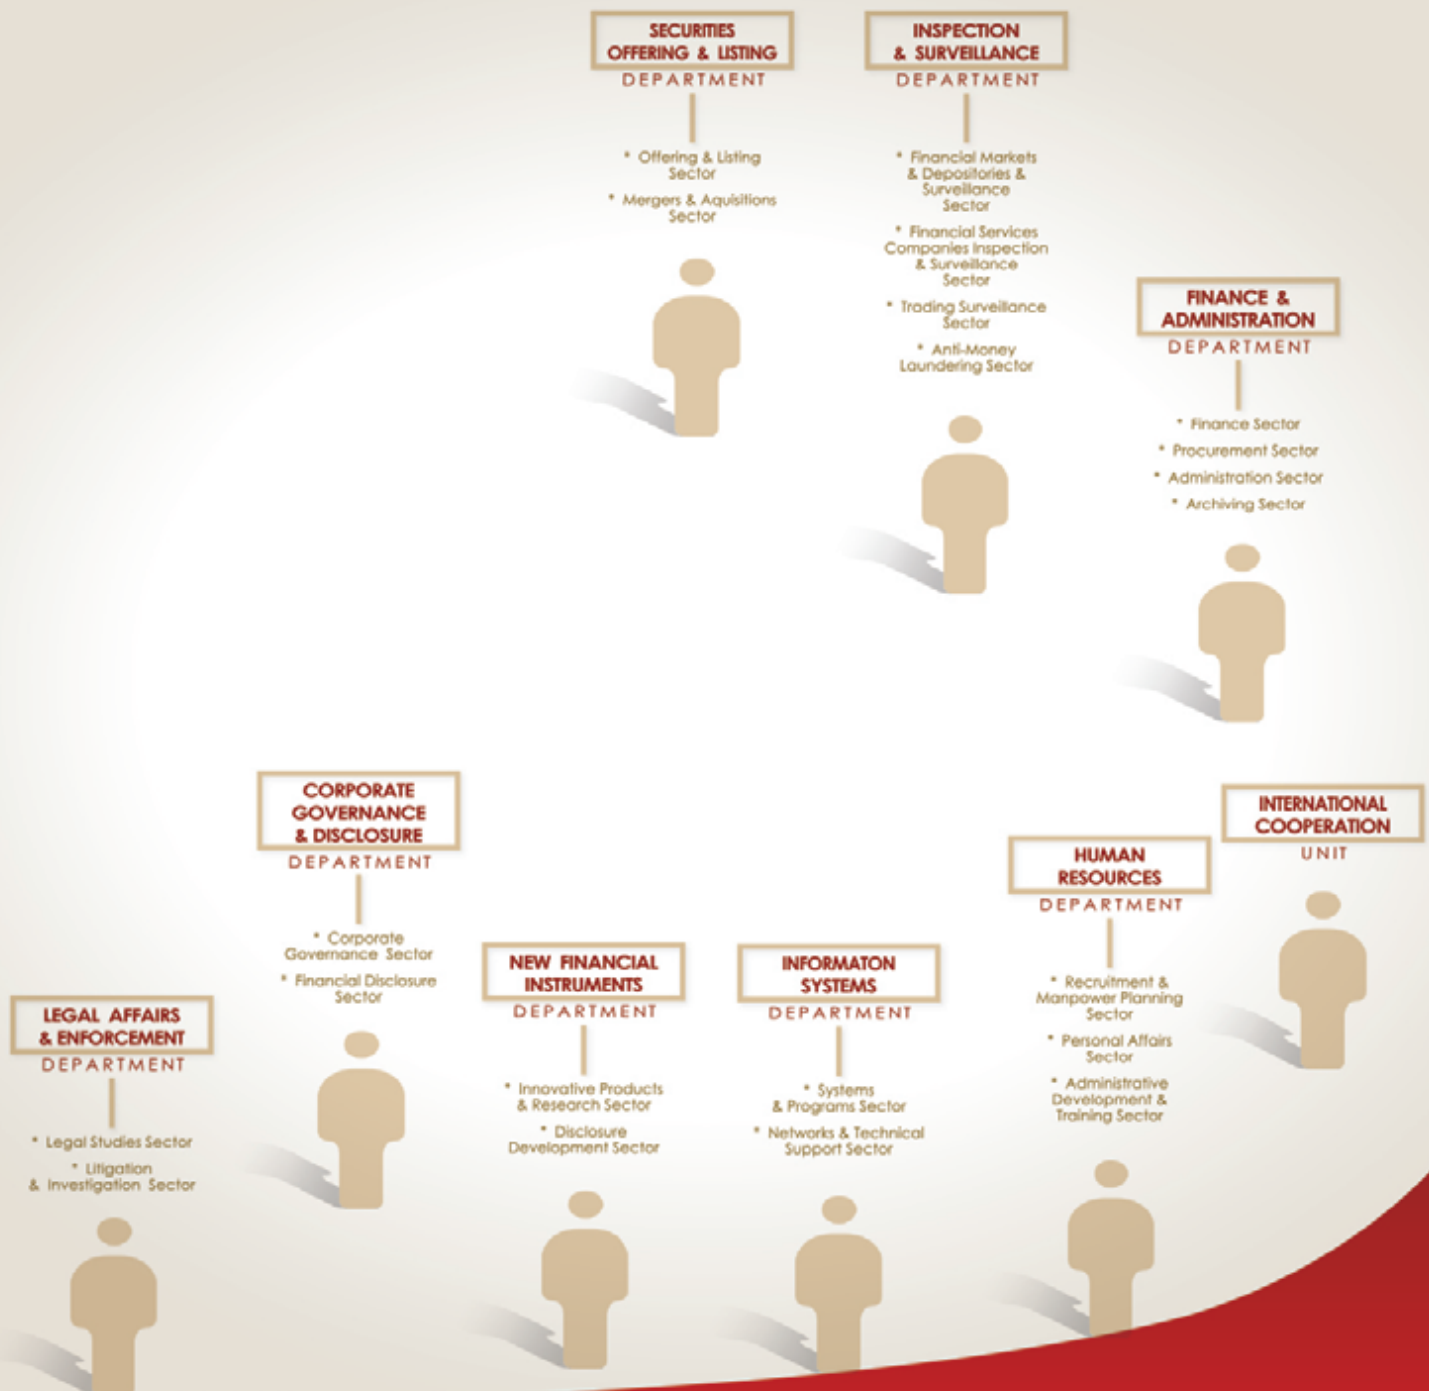 SECURITIES
OFFERING & LISTING
DEPARTMENT
* Offering & Listing
Sector
* Mergers & Aquisitions
Sector
INSPECTION
& SURVEILLANCE
DEPARTMENT
* Financial Markets
& Depositories &
Surveillance
Sector
* Financial Services
Companies Inspection
& Surveillance
Sector
* Trading Surveillance
Sector
* Anti-Money
Laundering Sector
FINANCE &
ADMINISTRATION
DEPARTMENT
* Finance Sector
* Procurement Sector
* Administration Sector
* Archiving Sector
LEGAL AFFAIRS
& ENFORCEMENT
DEPARTMENT
* Legal Studies Sector
* Litigation
& Investigation Sector
CORPORATE
GOVERNANCE
& DISCLOSURE
DEPARTMENT
* Corporate
Governance Sector
* Financial Disclosure
Sector
NEW FINANCIAL
INSTRUMENTS
DEPARTMENT
* Innovative Products
& Research Sector
* Disclosure
Development Sector
INFORMATON
SYSTEMS
DEPARTMENT
* Systems
& Programs Sector
* Networks & Technical
Support Sector
HUMAN
RESOURCES
DEPARTMENT
* Recruitment &
Manpower Planning
Sector
* Personal Affairs
Sector
* Administrative
Development &
Training Sector
INTERNATIONAL
COOPERATION
UNIT